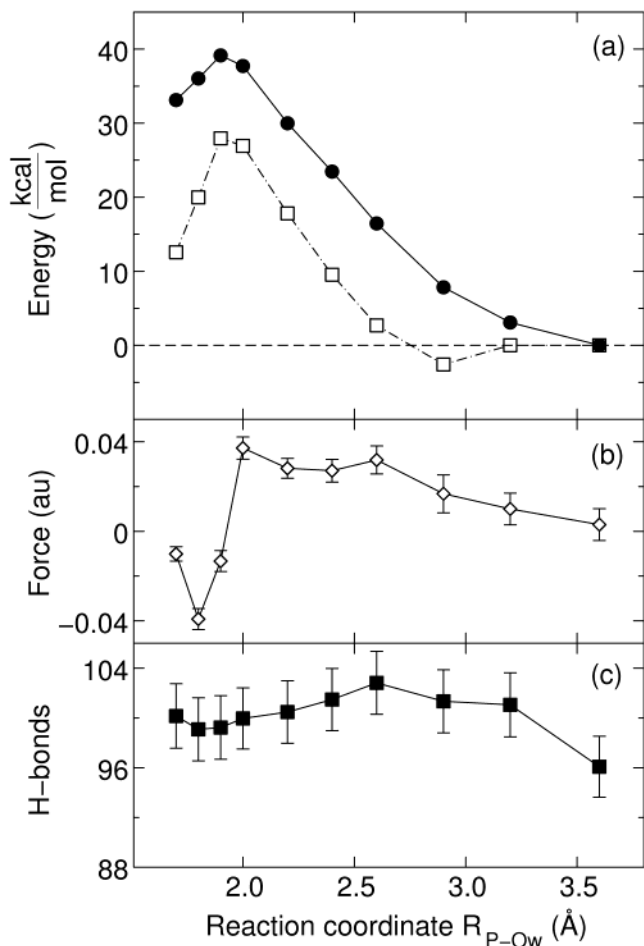 (a)
40
30
20
10
0
Energy (kcal/mol)
(b)
0.04
0
−0.04
Force (au)
(c)
104
96
88
H-bonds
2.0 2.5 3.0 3.5
Reaction coordinate R P−Ow (Å)